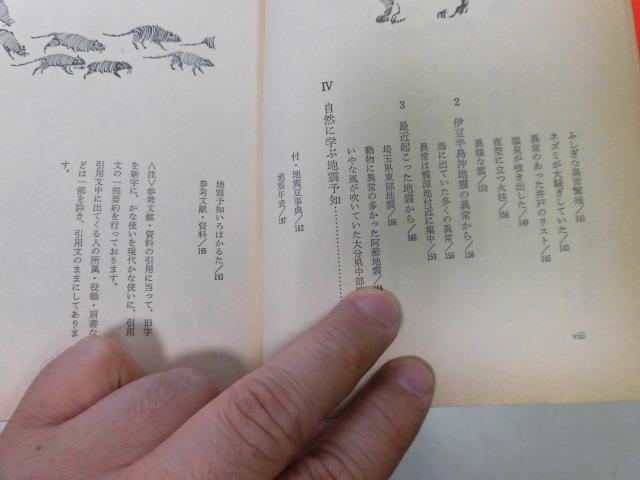 ふしぎな異常繁殖/141
ネズミが大騒ぎしていた/142
異常のあった井戸のリスト/145
温泉が噴き出した/149
夜空に立つ火柱/150
異様な雲/153
2 伊豆半島沖地震の異常から/156
海に出ていた多くの異常/156
異常は震源地付近に集中/159
3 最近起こった地震から/166
埼玉県東部地震/166
動物に異常の多かった阿蘇地震/
いやな風が吹いていた大分県中部地
Ⅳ 自然に学ぶ地震予知…………
付・地震豆事典/182
地震年表/187
viii
地震予知いろはかるた/193
参考文献・資料/195
〈注〉参考文献・資料の引用に当って、旧字
を新字に、かな使いを現代かな使いに、引用
文の一部要約を行っております。
引用文中に出てくる人の所属・役職・肩書な
どは一部を除き、引用文のままにしてありま
す。